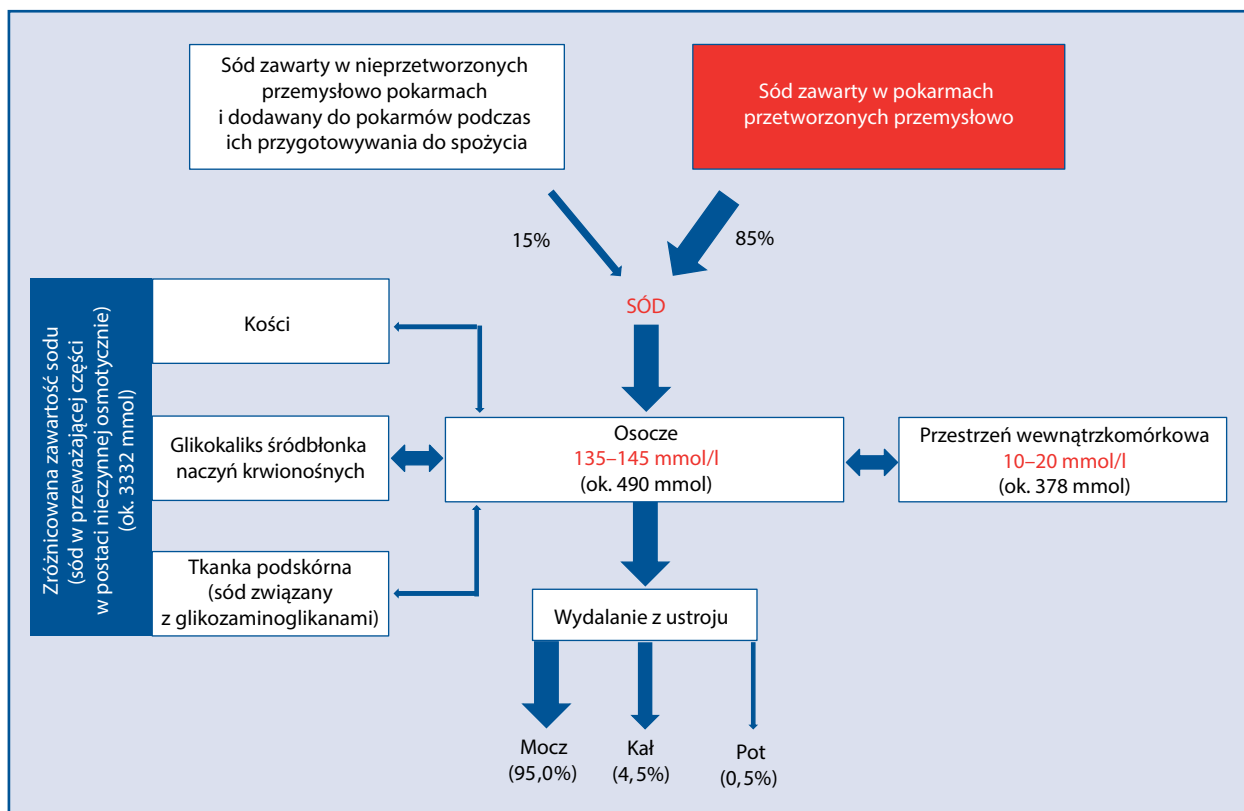 Sód zawarty w nieprzetworzonych
przemysłowo pokarmach
i dodawany do pokarmów podczas
ich przygotowywania do spożycia
Sód zawarty w pokarmach
przetworzonych przemysłowo
15%
85%
SÓD
Zróżnicowana zawartość sodu
(sód w przeważającej części
w postaci nieczynnej osmotycznie)
(ok. 3332 mmol)
Kości
Glikokaliks śródbłonka
naczyń krwionośnych
Tkanka podskórna
(sód związany
z glikozaminoglikanami)
Osocze
135–145 mmol/l
(ok. 490 mmol)
Przestrzeń wewnątrzkomórkowa
10–20 mmol/l
(ok. 378 mmol)
Wydalanie z ustroju
Mocz
(95,0%)
Kał
(4,5%)
Pot
(0,5%)